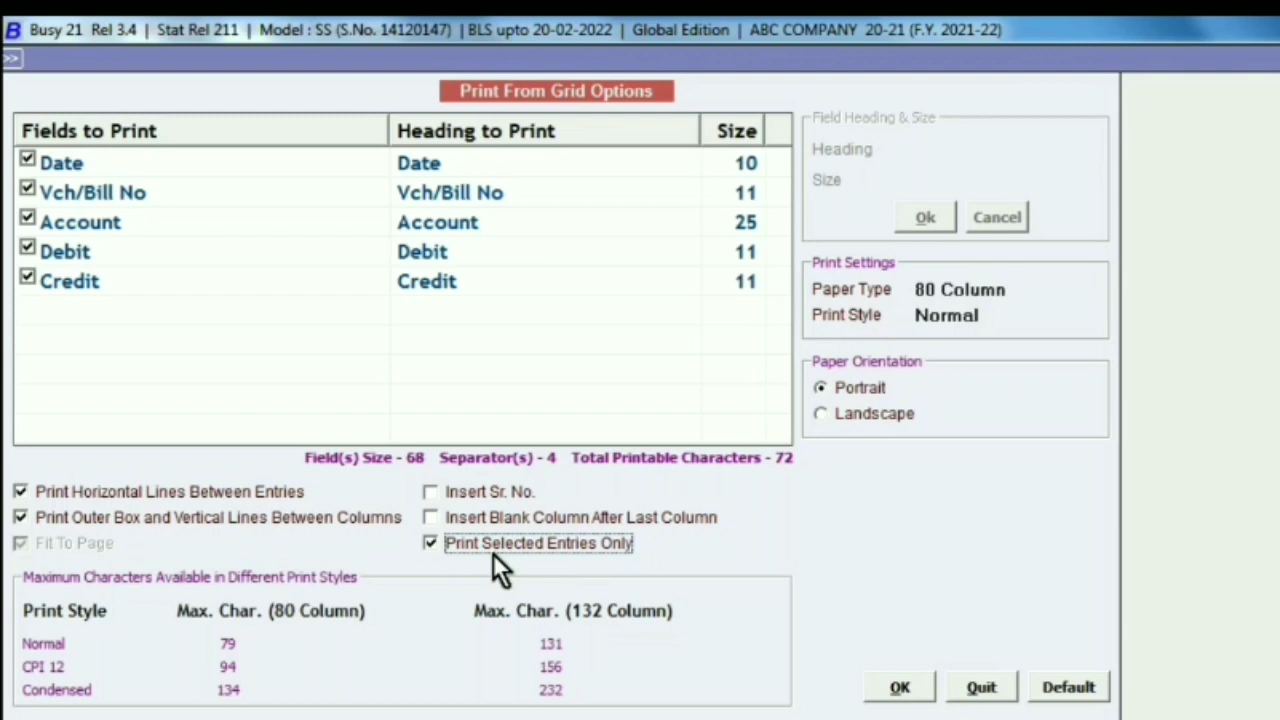 B Busy 21 Rel 3.4 | Stat Rel 211 | Model : SS (S.No. 14120147) | BLS upto 20-02-2022 | Global Edition | ABC COMPANY 20-21 (F.Y. 2021-22)
>>
Print From Grid Options
Fields to Print Heading to Print Size
Date Date 10
Vch/Bill No Vch/Bill No 11
Account Account 25
Debit Debit 11
Credit Credit 11
Field(s) Size - 68 Separator(s) - 4 Total Printable Characters - 72
Field Heading & Size
Heading
Size
Ok Cancel
Print Settings
Paper Type 80 Column
Print Style Normal
Paper Orientation
Portrait
Landscape
Print Horizontal Lines Between Entries
Print Outer Box and Vertical Lines Between Columns
Fit To Page
Insert Sr. No.
Insert Blank Column After Last Column
Print Selected Entries Only
Maximum Characters Available in Different Print Styles
Print Style Max. Char. (80 Column) Max. Char. (132 Column)
Normal 79 131
CPI 12 94 156
Condensed 134 232
OK Quit Default